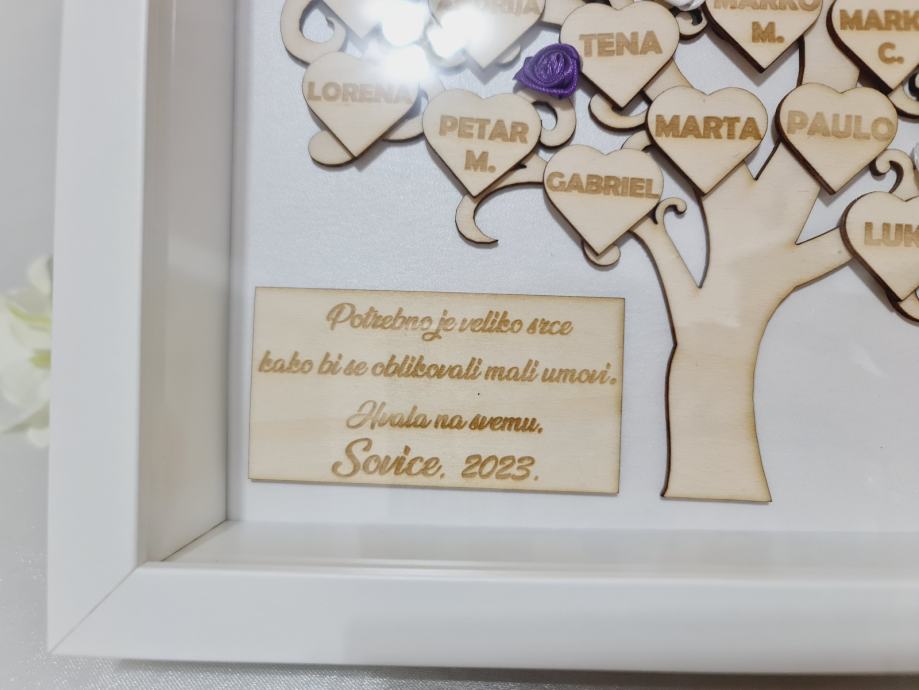 TENA
MARKO
M.
C.
LORENA
PETAR
M.
MARTA
PAULO
GABRIEL
Potrebno je veliko srce
kako bi se oblikovali mali umovi.
Hvala na svemu,
Sovice, 2023.